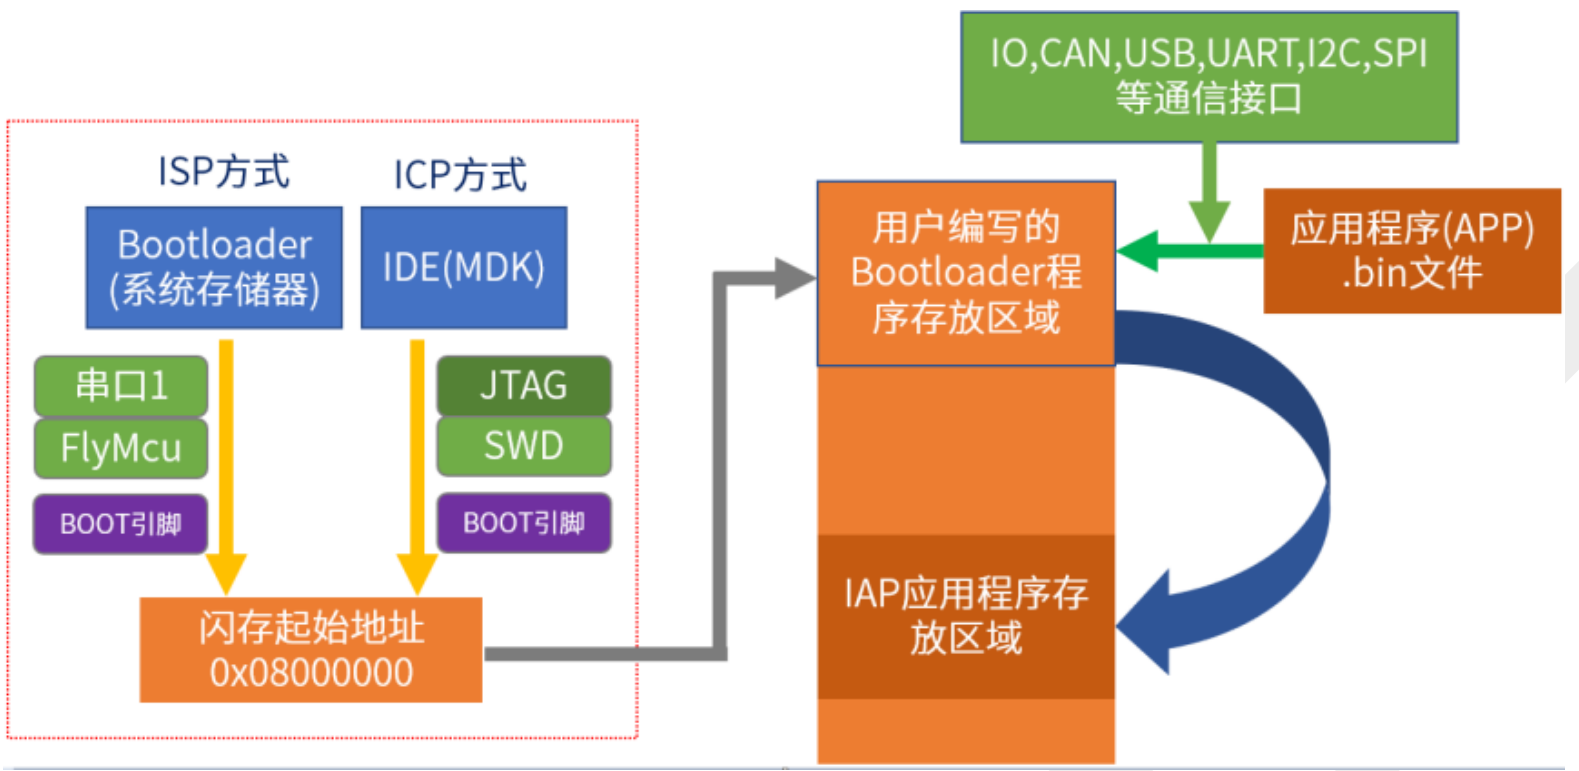 IO,CAN,USB,UART,I2C,SPI
等通信接口
ISP方式
ICP方式
Bootloader
(系统存储器)
IDE(MDK)
串口1
FlyMcu
BOOT引脚
JTAG
SWD
BOOT引脚
闪存起始地址
0x08000000
用户编写的
Bootloader程
序存放区域
应用程序(APP)
.bin文件
IAP应用程序存
放区域